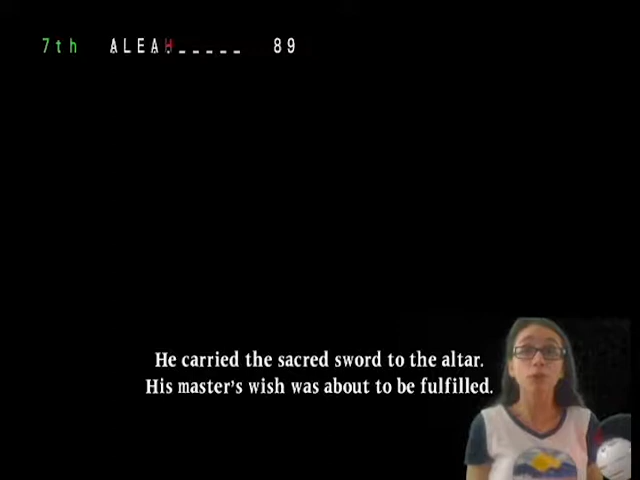 7th ALEAH_____ 89
He carried the sacred sword to the altar.
His master's wish was about to be fulfilled.